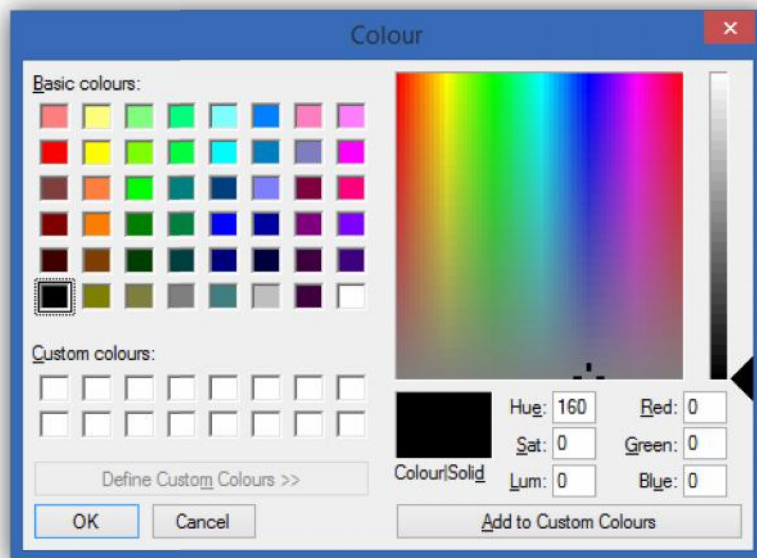 Colour
Basic colours:
Custom colours:
Define Custom Colours >>
OK
Cancel
Colour|Solid
Hue: 160
Sat: 0
Lum: 0
Red: 0
Green: 0
Blue: 0
Add to Custom Colours